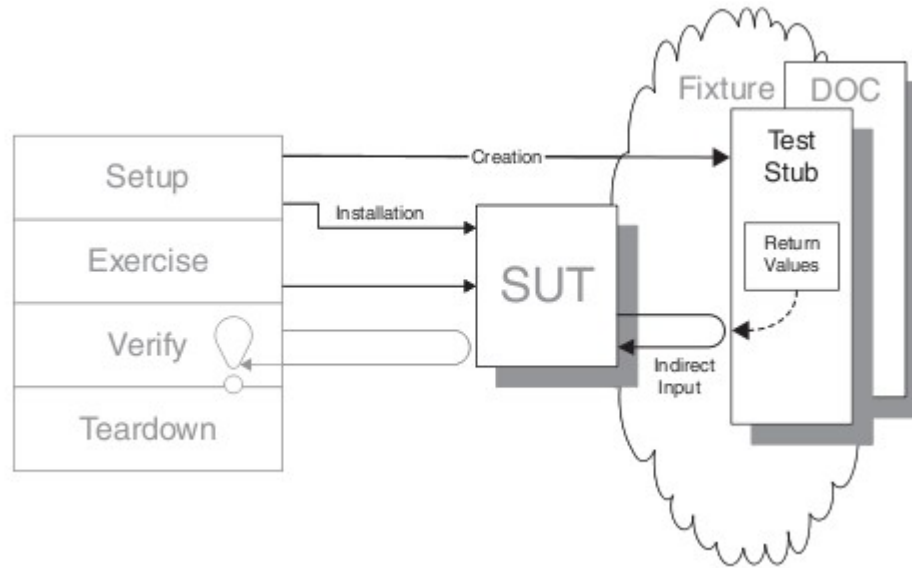 Fixture
DOC
Creation
Test
Stub
Setup
Installation
Exercise
SUT
Return
Values
Verify
Indirect
Input
Teardown